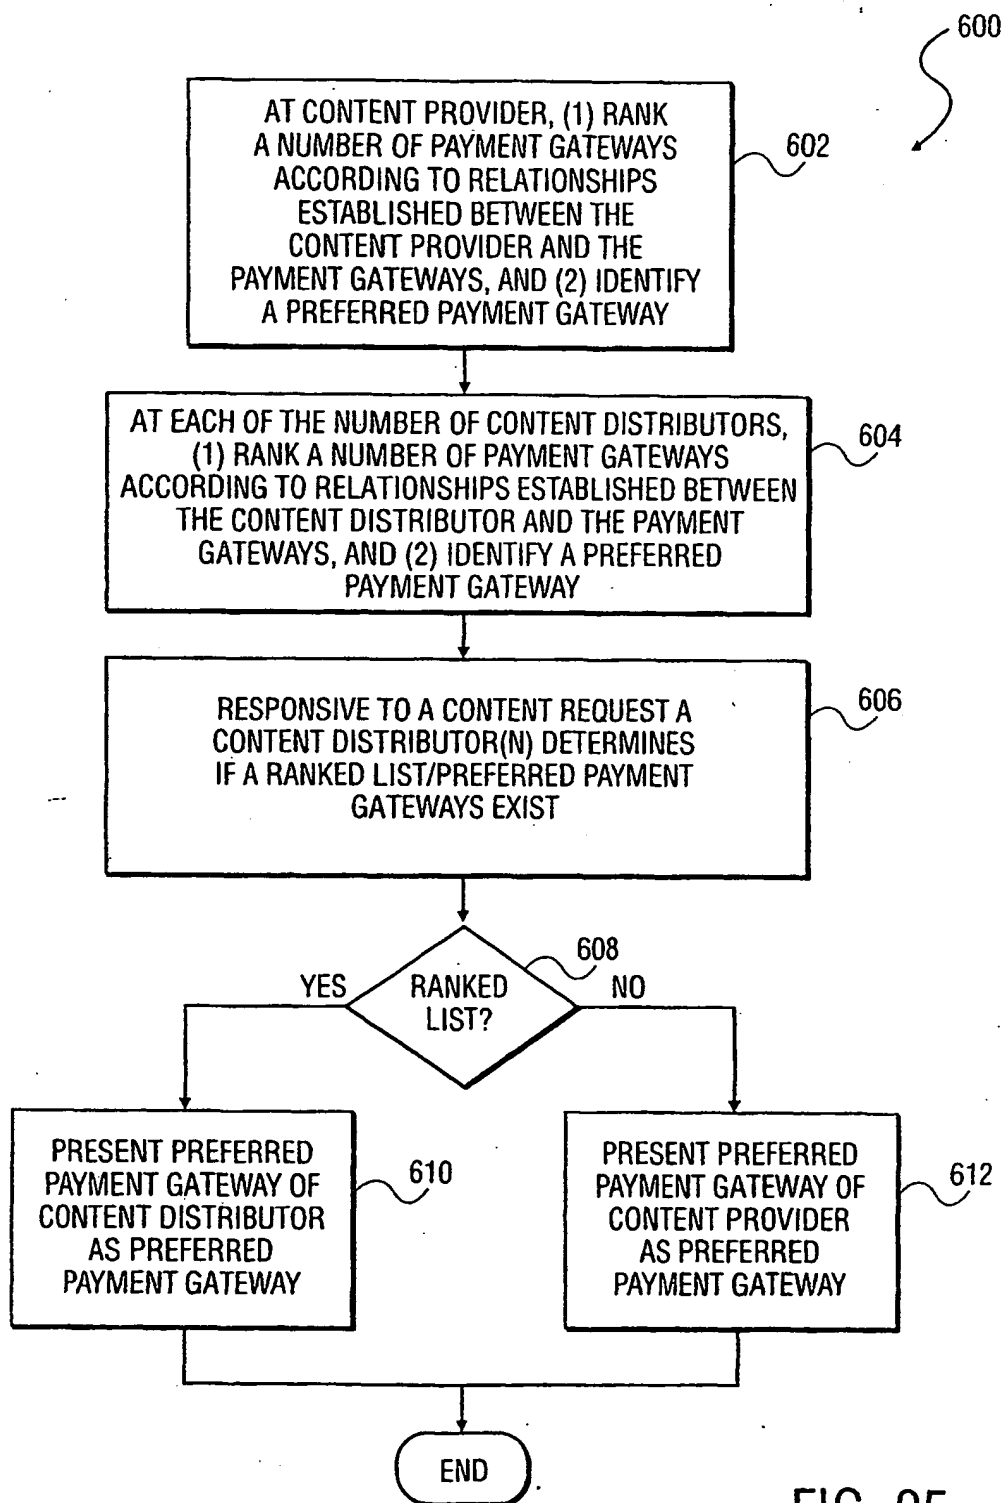 600
AT CONTENT PROVIDER, (1) RANK
A NUMBER OF PAYMENT GATEWAYS
ACCORDING TO RELATIONSHIPS
ESTABLISHED BETWEEN THE
CONTENT PROVIDER AND THE
PAYMENT GATEWAYS, AND (2) IDENTIFY
A PREFERRED PAYMENT GATEWAY
602
AT EACH OF THE NUMBER OF CONTENT DISTRIBUTORS,
(1) RANK A NUMBER OF PAYMENT GATEWAYS
ACCORDING TO RELATIONSHIPS ESTABLISHED BETWEEN
THE CONTENT DISTRIBUTOR AND THE PAYMENT
GATEWAYS, AND (2) IDENTIFY A PREFERRED
PAYMENT GATEWAY
604
RESPONSIVE TO A CONTENT REQUEST A
CONTENT DISTRIBUTOR(N) DETERMINES
IF A RANKED LIST/PREFERRED PAYMENT
GATEWAYS EXIST
606
608
YES
RANKED
LIST?
NO
PRESENT PREFERRED
PAYMENT GATEWAY OF
CONTENT DISTRIBUTOR
AS PREFERRED
PAYMENT GATEWAY
610
PRESENT PREFERRED
PAYMENT GATEWAY OF
CONTENT PROVIDER
AS PREFERRED
PAYMENT GATEWAY
612
END